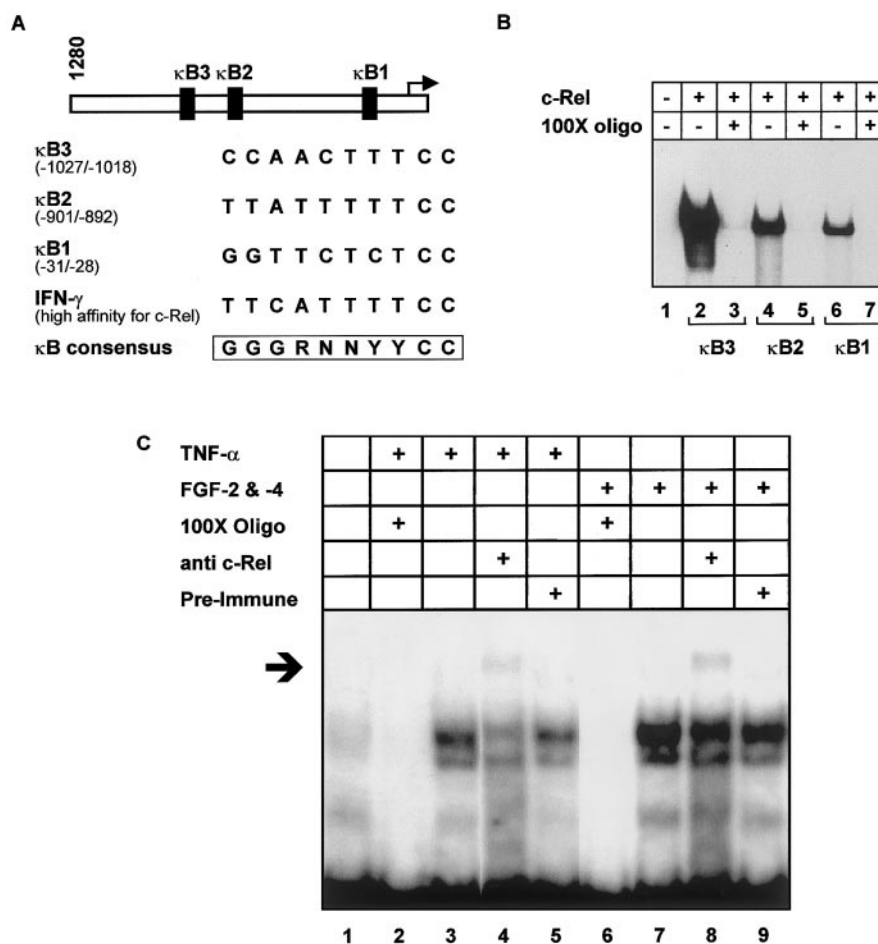 A
1280
κB3 κB2 κB1
κB3 C C A A C T T T C C
(-1027/-1018)
κB2 T T A T T T T T C C
(-901/-892)
κB1 G G T T C T C T C C
(-31/-28)
IFN-γ T T C A T T T T C C
(high affinity for c-Rel)
κB consensus G G G R N N Y Y C C
B
c-Rel - + + + + + +
100X oligo - - + - + - +
1 2 3 4 5 6 7
κB3 κB2 κB1
C
TNF-α + + + +
FGF-2 & -4 + + + +
100X Oligo + +
anti c-Rel + +
Pre-Immune + +
1 2 3 4 5 6 7 8 9